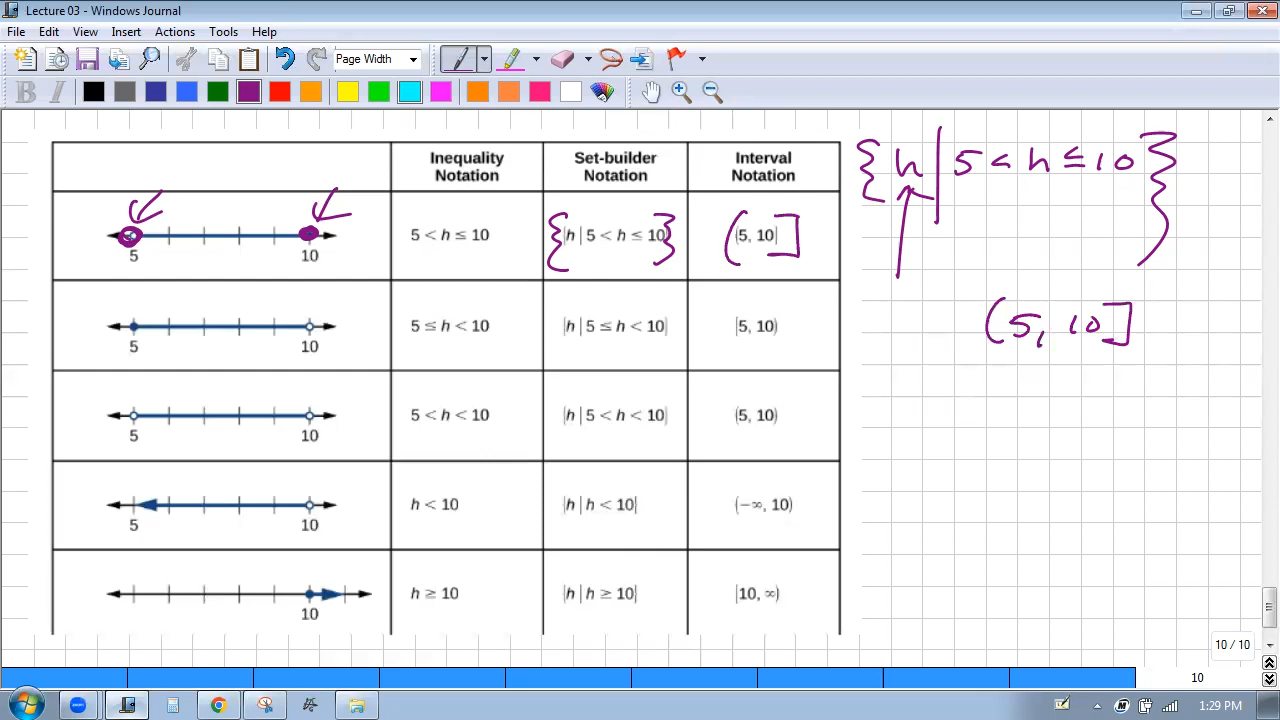 Lecture 03 - Windows Journal
File Edit View Insert Actions Tools Help
Page Width
B I
Inequality Notation
Set-builder Notation
Interval Notation
5 10
5 < h ≤ 10
{h | 5 < h ≤ 10}
(5, 10]
5 10
5 ≤ h < 10
|h | 5 ≤ h < 10|
|5, 10)
5 10
5 < h < 10
|h | 5 < h < 10|
(5, 10)
5 10
h < 10
|h | h < 10|
(−∞, 10)
10
h ≥ 10
|h | h ≥ 10|
|10, ∞)
{ h | 5 < h ≤ 10 }
(5, 10]
10 / 10
10
1:29 PM